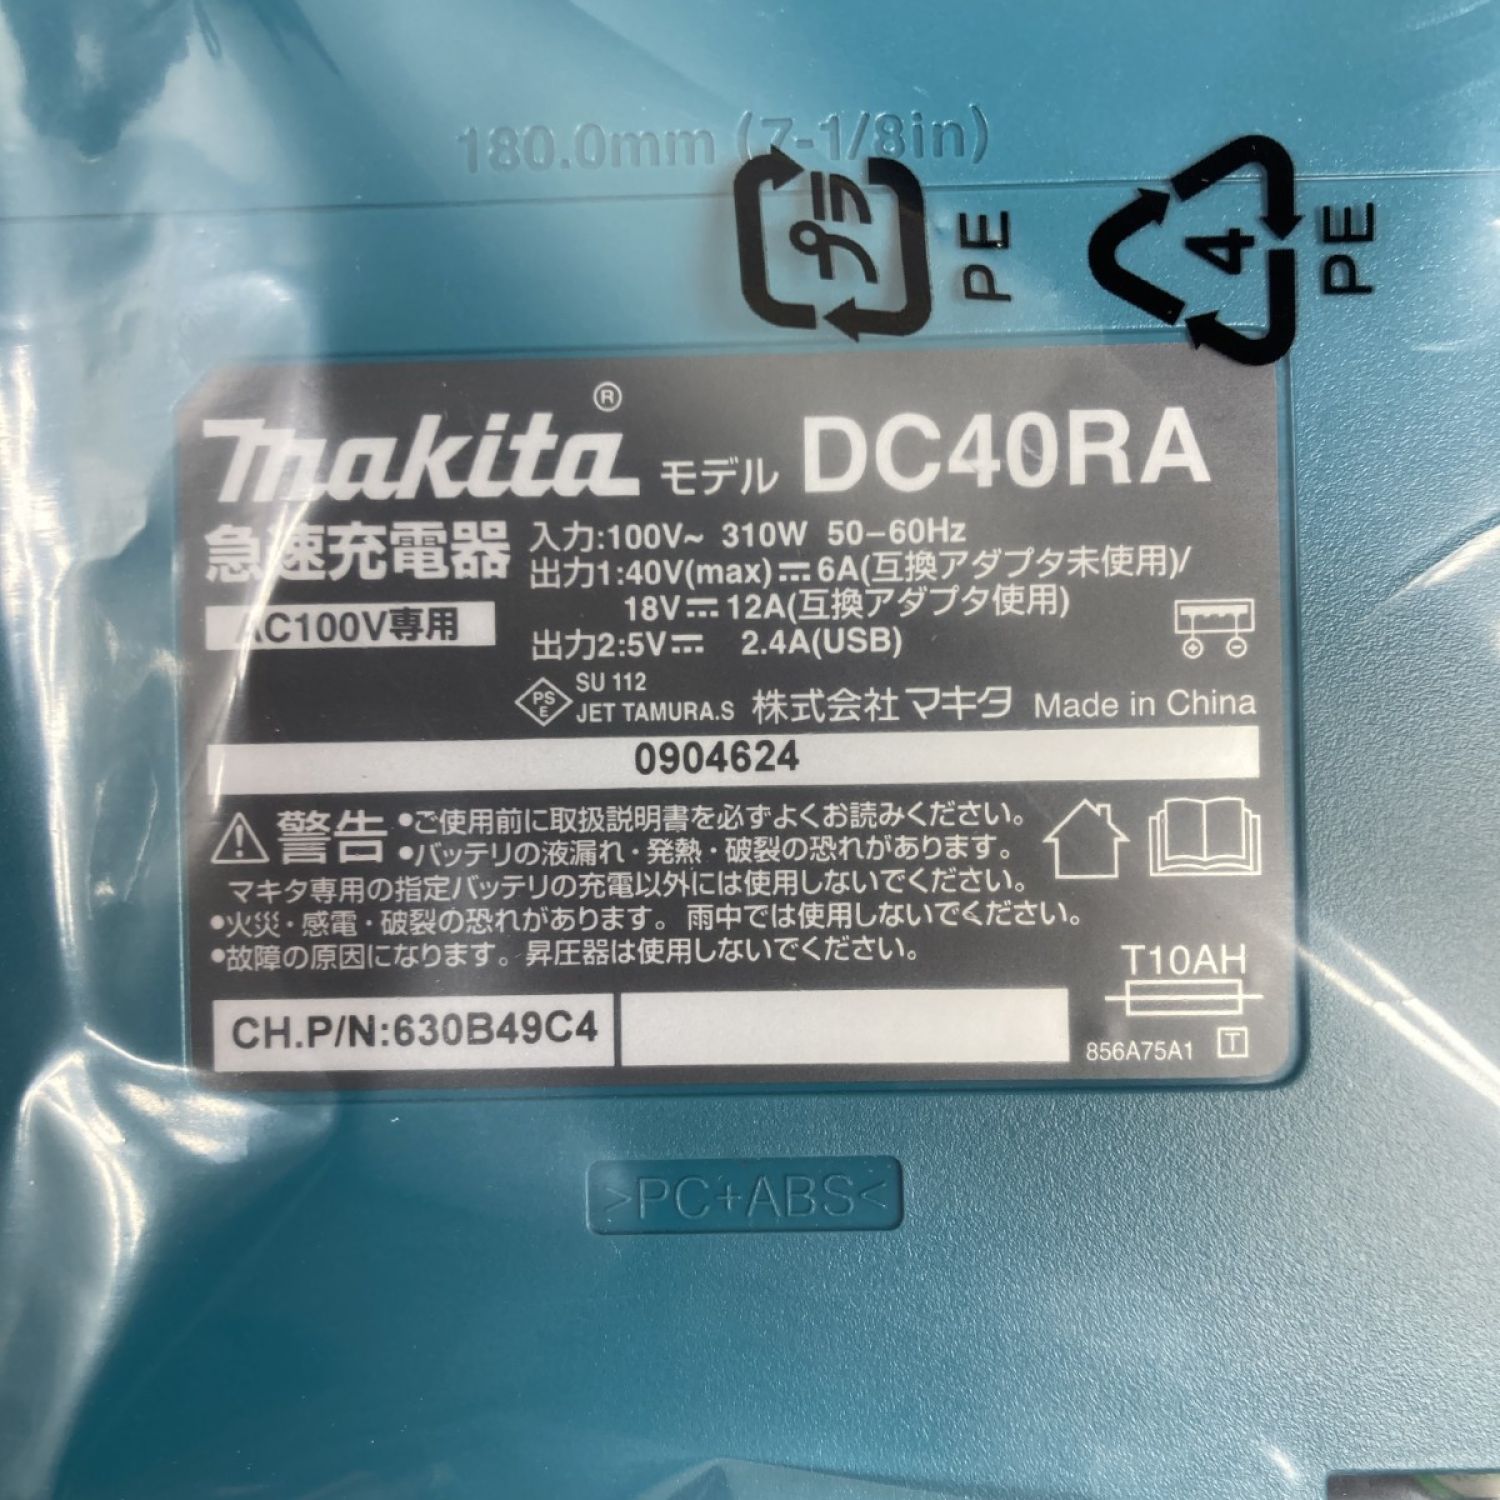 180.0mm (7-1/8in)
プラ
PE
4
PE
makita® モデル DC40RA
急速充電器
AC100V専用
入力:100V~ 310W 50-60Hz
出力1:40V(max)⎓6A(互換アダプタ未使用)/
18V⎓12A(互換アダプタ使用)
出力2:5V⎓ 2.4A(USB)
PS
E
SU 112
JET TAMURA.S
株式会社 マキタ Made in China
0904624
警告
•ご使用前に取扱説明書を必ずよくお読みください。
•バッテリの液漏れ・発熱・破裂の恐れがあります。
マキタ専用の指定バッテリの充電以外には使用しないでください。
•火災・感電・破裂の恐れがあります。雨中では使用しないでください。
•故障の原因になります。昇圧器は使用しないでください。
T10AH
CH.P/N:630B49C4
856A75A1 T
>PC+ABS<